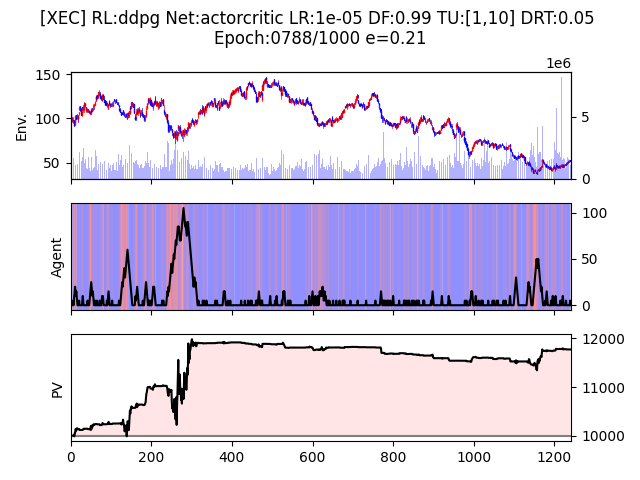 [XEC] RL:ddpg Net:actorcritic LR:1e-05 DF:0.99 TU:[1,10] DRT:0.05
Epoch:0788/1000 e=0.21
1e6
150
100
50
Env.
5
0
Agent
100
50
0
PV
12000
11000
10000
0 200 400 600 800 1000 1200